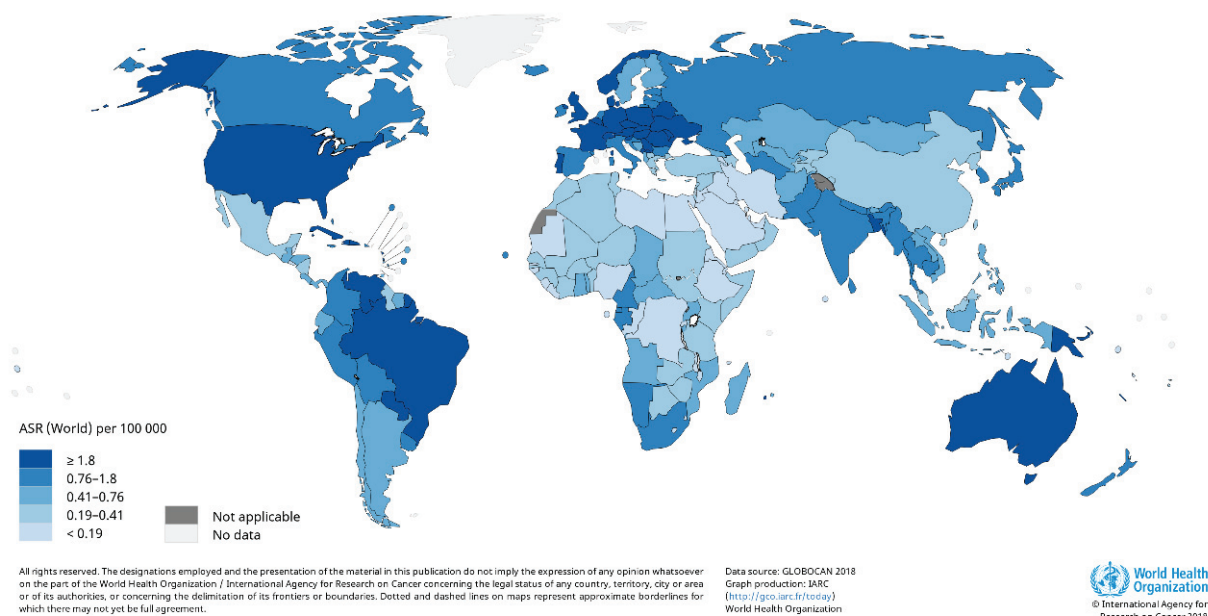 ASR (World) per 100 000
≥ 1.8
0.76–1.8
0.41–0.76
0.19–0.41
< 0.19
Not applicable
No data
All rights reserved. The designations employed and the presentation of the material in this publication do not imply the expression of any opinion whatsoever
on the part of the World Health Organization / International Agency for Research on Cancer concerning the legal status of any country, territory, city or area
or of its authorities, or concerning the delimitation of its frontiers or boundaries. Dotted and dashed lines on maps represent approximate borderlines for
which there may not yet be full agreement.
Data source: GLOBOCAN 2018
Graph production: IARC
(http://gco.iarc.fr/today)
World Health Organization
World Health
Organization
© International Agency for
Research on Cancer 2018